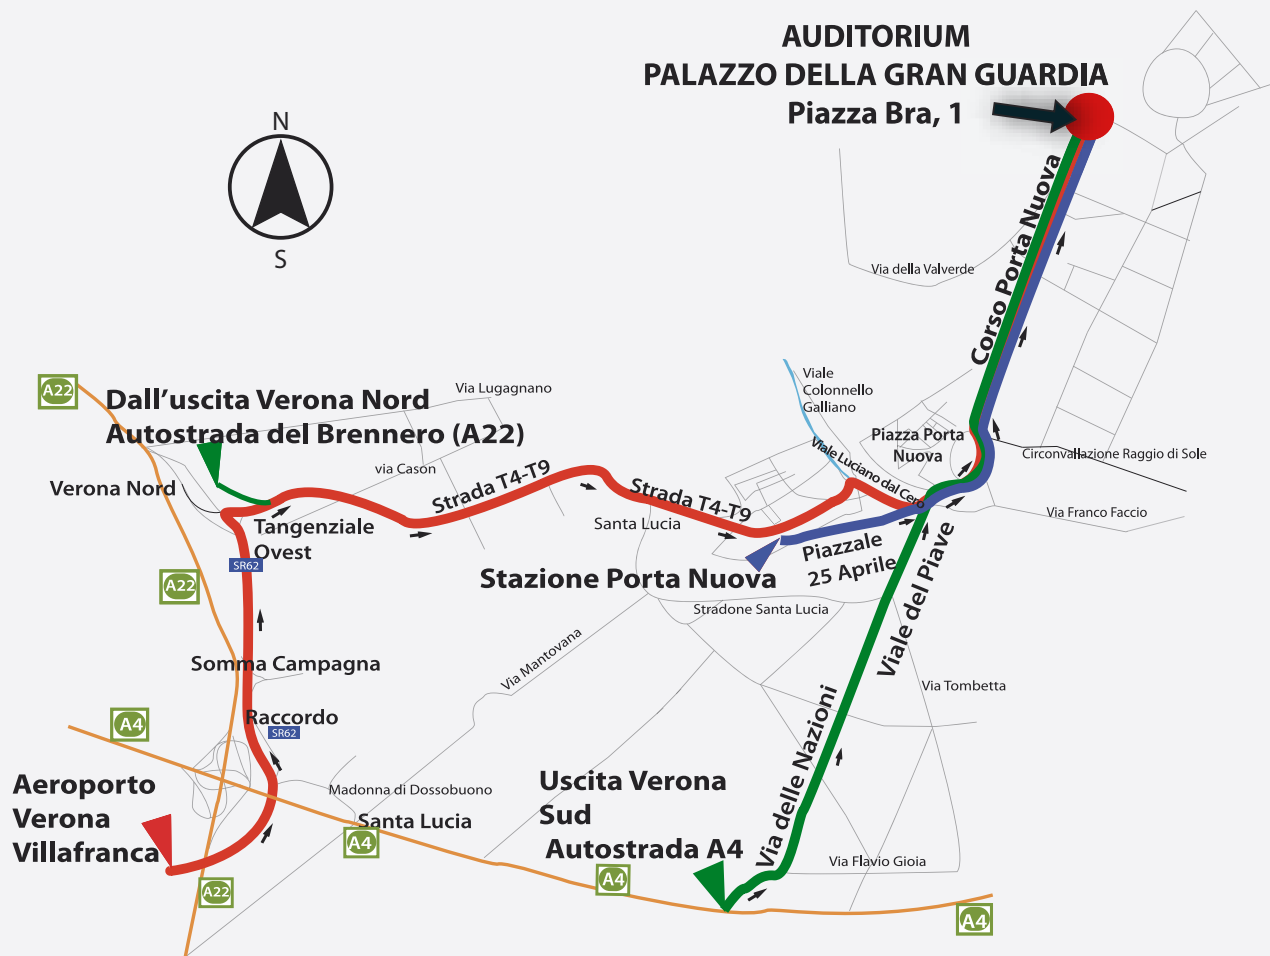 AUDITORIUM
PALAZZO DELLA GRAN GUARDIA
Piazza Bra, 1
N
S
Corso Porta Nuova
Via della Valverde
A22
Dall'uscita Verona Nord
Autostrada del Brennero (A22)
Via Lugagnano
Viale
Colonnello
Galliano
Piazza Porta
Nuova
Viale Luciano dal Cero
Circonvallazione Raggio di Sole
via Cason
Verona Nord
Strada T4-T9
Strada T4-T9
Santa Lucia
Tangenziale
Ovest
SR62
Via Franco Faccio
Piazzale
25 Aprile
Stazione Porta Nuova
A22
Stradone Santa Lucia
Viale del Piave
Via Mantovana
Somma Campagna
Via Tombetta
Raccordo
SR62
A4
Via delle Nazioni
Aeroporto
Verona
Villafranca
Madonna di Dossobuono
Santa Lucia
A4
Uscita Verona
Sud
Autostrada A4
Via Flavio Gioia
A4
A22
A4